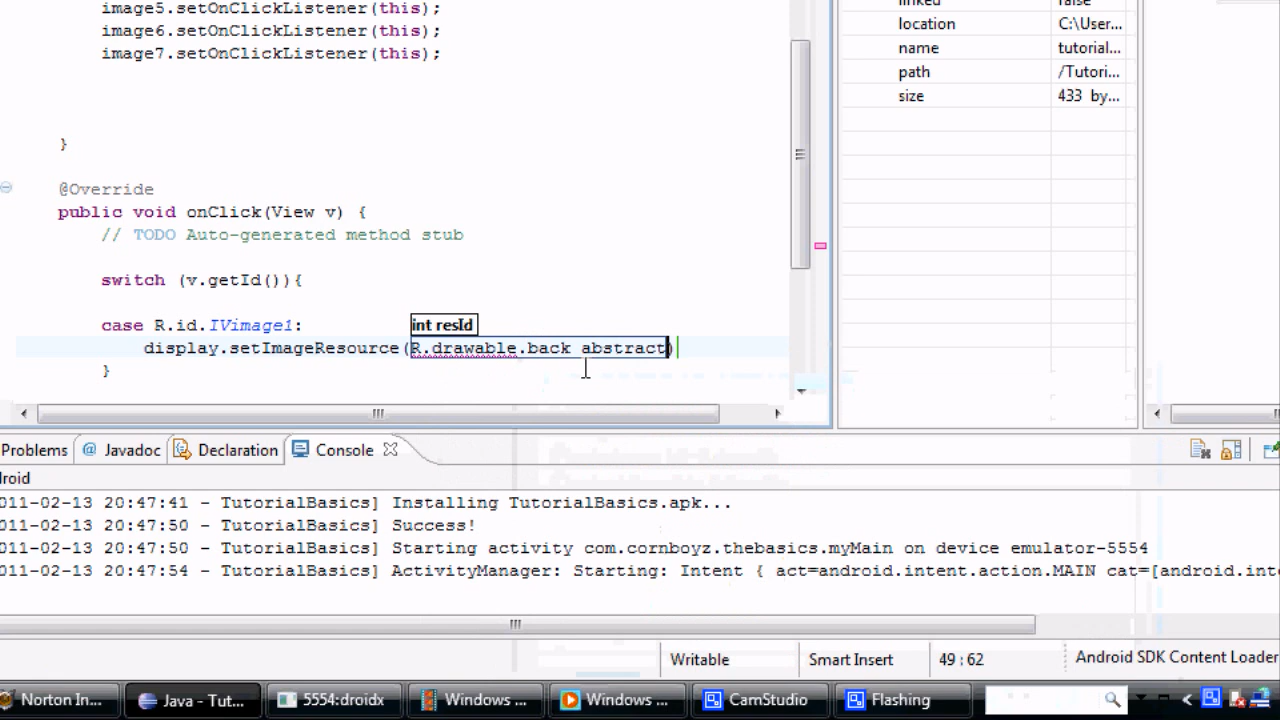 image5.setOnClickListener(this);
image6.setOnClickListener(this);
image7.setOnClickListener(this);
}
@Override
public void onClick(View v) {
// TODO Auto-generated method stub
switch (v.getId()){
case R.id.IVimage1:
int resId
display.setImageResource(R.drawable.back_abstract)
}
linked false
location C:\User...
name tutorial...
path /Tutori...
size 433 by...
Problems @ Javadoc Declaration Console
roid
011-02-13 20:47:41 - TutorialBasics] Installing TutorialBasics.apk...
011-02-13 20:47:50 - TutorialBasics] Success!
011-02-13 20:47:50 - TutorialBasics] Starting activity com.cornboyz.thebasics.myMain on device emulator-5554
011-02-13 20:47:54 - TutorialBasics] ActivityManager: Starting: Intent { act=android.intent.action.MAIN cat=[android.inte
Writable Smart Insert 49 : 62 Android SDK Content Loader
Norton In... Java - Tut... 5554:droidx Windows ... Windows ... CamStudio Flashing